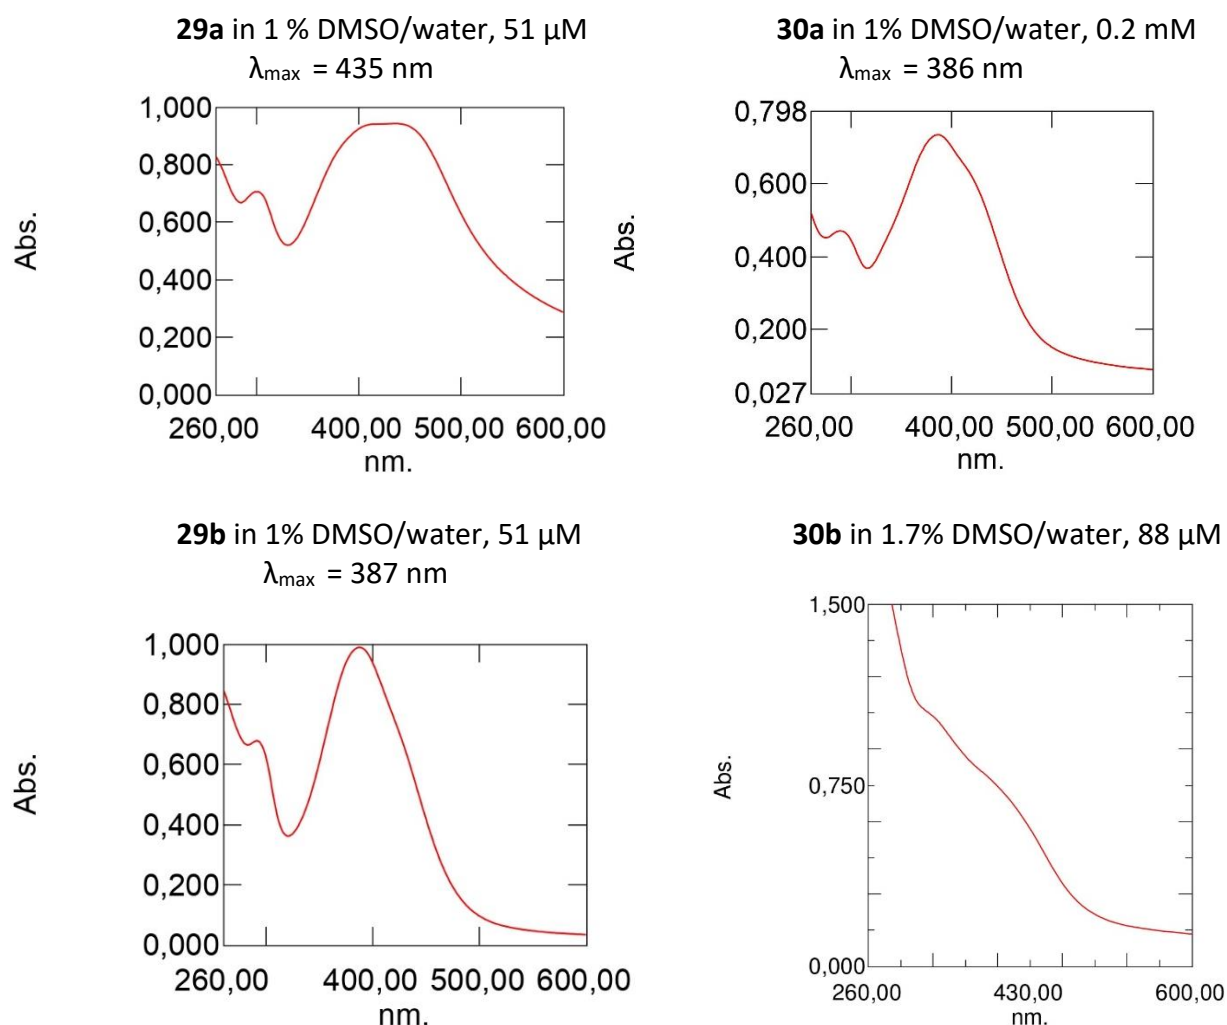 29a in 1 % DMSO/water, 51 µM
λmax = 435 nm
Abs.
1,000
0,800
0,600
0,400
0,200
0,000
260,00 400,00 500,00 600,00
nm.
30a in 1% DMSO/water, 0.2 mM
λmax = 386 nm
Abs.
0,798
0,600
0,400
0,200
0,027
260,00 400,00 500,00 600,00
nm.
29b in 1% DMSO/water, 51 µM
λmax = 387 nm
Abs.
1,000
0,800
0,600
0,400
0,200
0,000
260,00 400,00 500,00 600,00
nm.
30b in 1.7% DMSO/water, 88 µM
Abs.
1,500
0,750
0,000
260,00 430,00 600,00
nm.